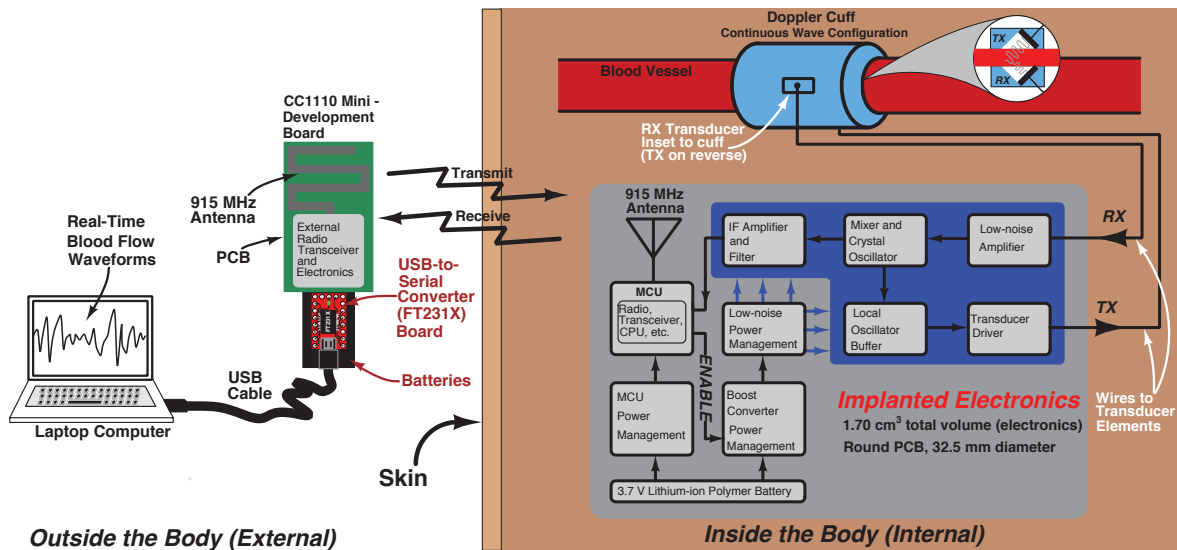 Doppler Cuff
Continuous Wave Configuration
TX
RX
Blood Vessel
RX Transducer
Inset to cuff
(TX on reverse)
CC1110 Mini -
Development
Board
915 MHz
Antenna
PCB
External
Radio
Transceiver
and
Electronics
Transmit
Receive
Real-Time
Blood Flow
Waveforms
USB-to-
Serial
Converter
(FT231X)
Board
FT231X
Batteries
USB
Cable
Laptop Computer
Skin
915 MHz
Antenna
MCU
Radio,
Transceiver,
CPU, etc.
IF Amplifier
and
Filter
Mixer and
Crystal
Oscillator
Low-noise
Amplifier
RX
Low-noise
Power
Management
Local
Oscillator
Buffer
Transducer
Driver
TX
ENABLE
MCU
Power
Management
Boost
Converter
Power
Management
3.7 V Lithium-ion Polymer Battery
Implanted Electronics
1.70 cm³ total volume (electronics)
Round PCB, 32.5 mm diameter
Wires to
Transducer
Elements
Outside the Body (External)
Inside the Body (Internal)